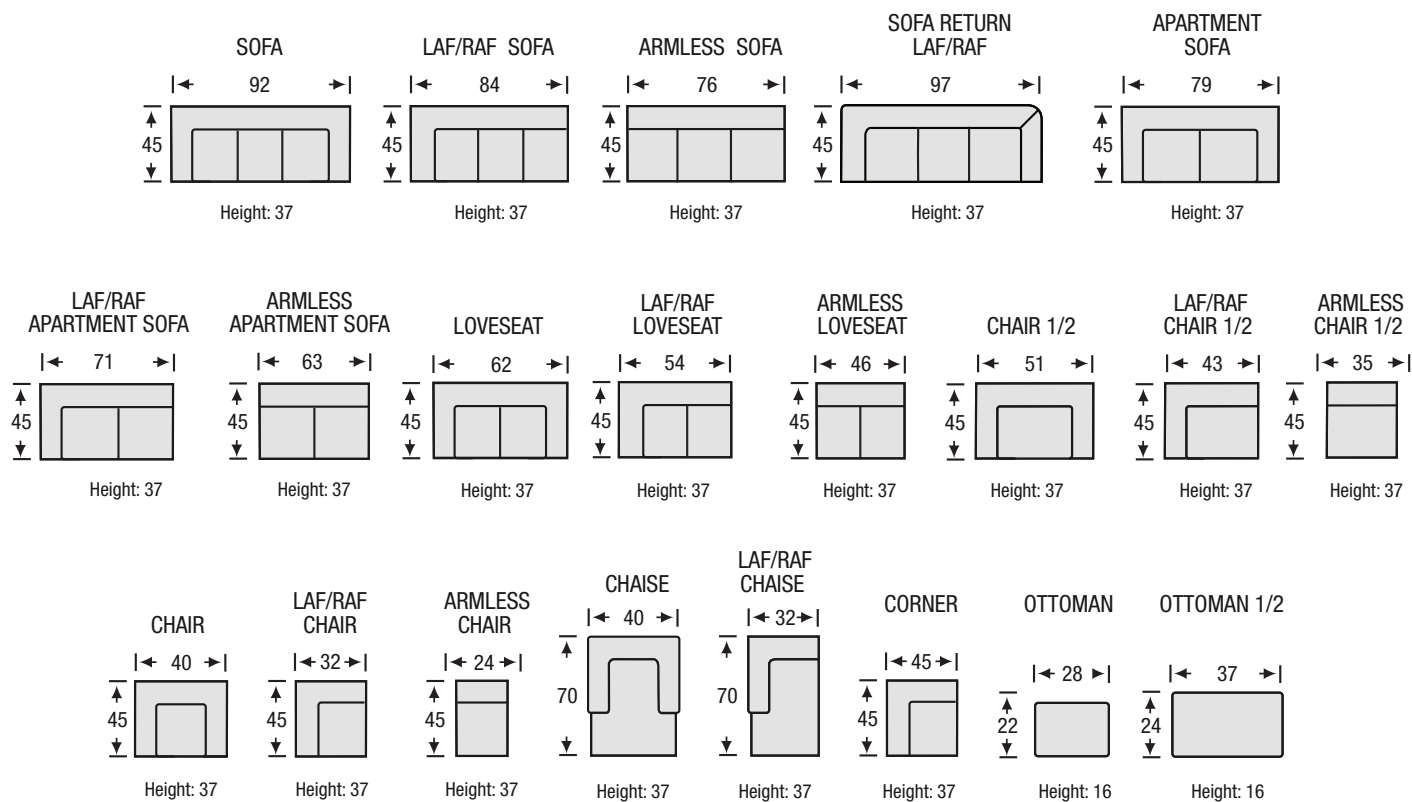 SOFA
92
45
Height: 37
LAF/RAF SOFA
84
45
Height: 37
ARMLESS SOFA
76
45
Height: 37
SOFA RETURN
LAF/RAF
97
45
Height: 37
APARTMENT
SOFA
79
45
Height: 37
LAF/RAF
APARTMENT SOFA
71
45
Height: 37
ARMLESS
APARTMENT SOFA
63
45
Height: 37
LOVESEAT
62
45
Height: 37
LAF/RAF
LOVESEAT
54
45
Height: 37
ARMLESS
LOVESEAT
46
45
Height: 37
CHAIR 1/2
51
45
Height: 37
LAF/RAF
CHAIR 1/2
43
45
Height: 37
ARMLESS
CHAIR 1/2
35
45
Height: 37
CHAIR
40
45
Height: 37
LAF/RAF
CHAIR
32
45
Height: 37
ARMLESS
CHAIR
24
45
Height: 37
CHAISE
40
70
Height: 37
LAF/RAF
CHAISE
32
70
Height: 37
CORNER
45
45
Height: 37
OTTOMAN
28
22
Height: 16
OTTOMAN 1/2
37
24
Height: 16